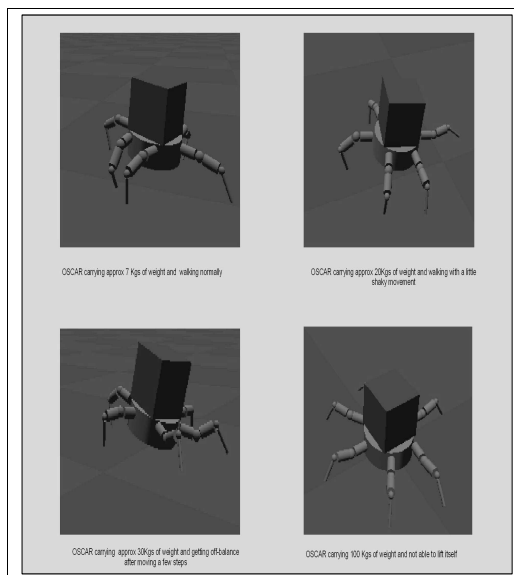 OSCAR carrying approx 7 Kgs of weight and walking normally
OSCAR carrying approx 20Kgs of weight and walking with a little
shaky movement
OSCAR carrying approx 30Kgs of weight and getting off-balance
after moving a few steps
OSCAR carrying 100 Kgs of weight and not able to lift itself